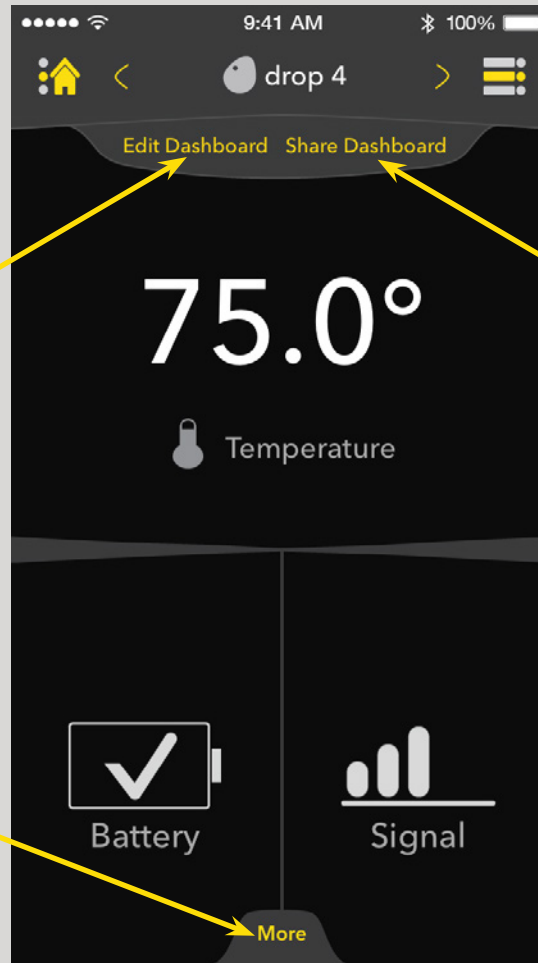 9:41 AM 100%
drop 4
Edit Dashboard Share Dashboard
75.0°
Temperature
Battery Signal
More